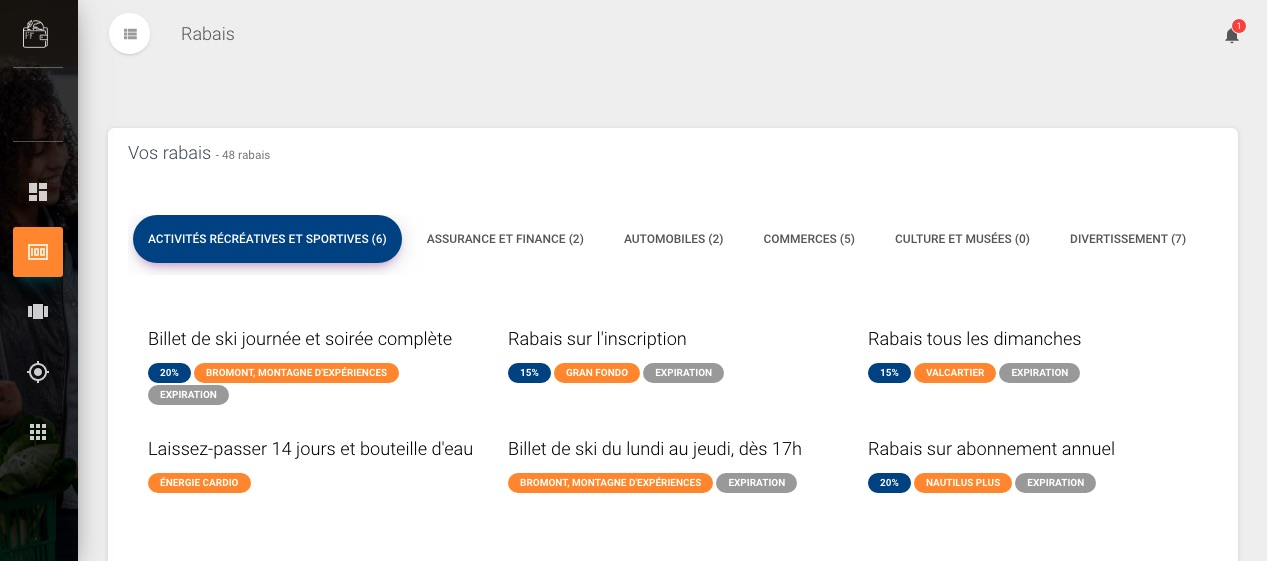 Rabais
1
Vos rabais - 48 rabais
ACTIVITÉS RÉCRÉATIVES ET SPORTIVES (6) ASSURANCE ET FINANCE (2) AUTOMOBILES (2) COMMERCES (5) CULTURE ET MUSÉES (0) DIVERTISSEMENT (7)
Billet de ski journée et soirée complète
20% BROMONT, MONTAGNE D'EXPÉRIENCES
EXPIRATION
Rabais sur l'inscription
15% GRAN FONDO EXPIRATION
Rabais tous les dimanches
15% VALCARTIER EXPIRATION
Laissez-passer 14 jours et bouteille d'eau
ÉNERGIE CARDIO
Billet de ski du lundi au jeudi, dès 17h
BROMONT, MONTAGNE D'EXPÉRIENCES EXPIRATION
Rabais sur abonnement annuel
20% NAUTILUS PLUS EXPIRATION